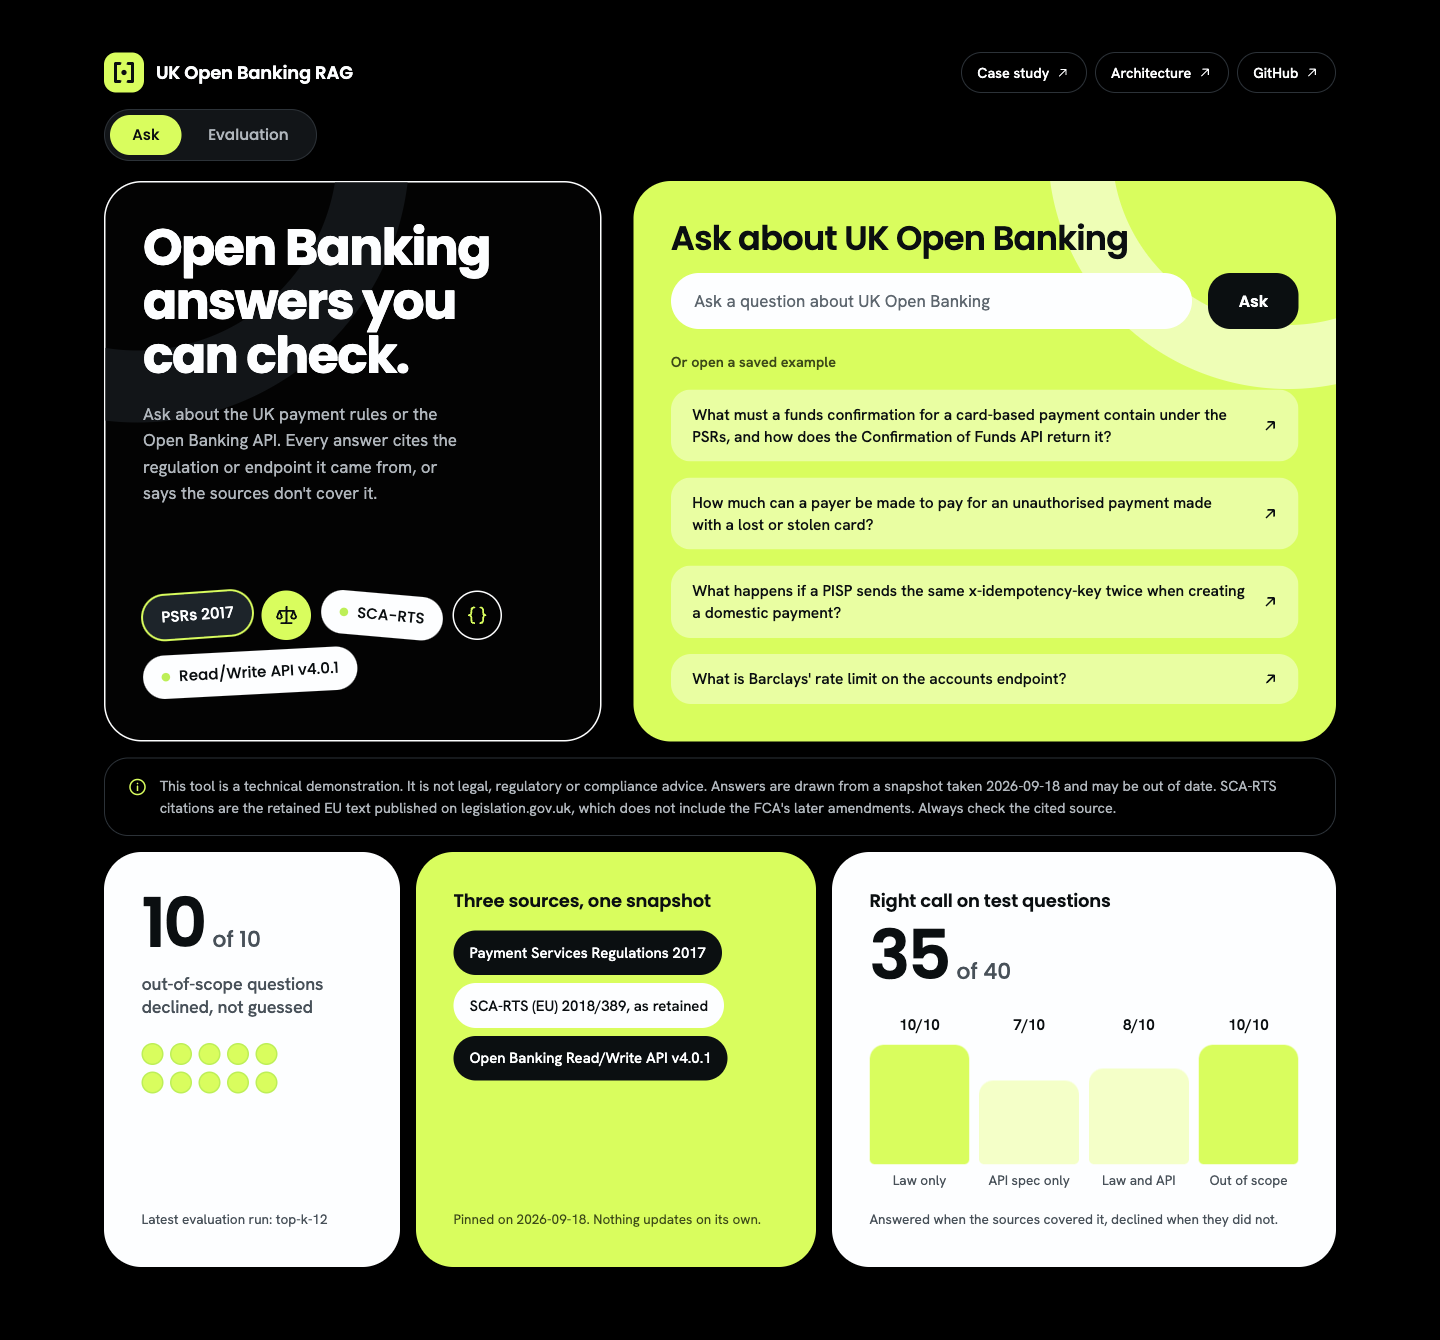 UK Open Banking RAG
Case study
Architecture
GitHub
Ask
Evaluation
Open Banking
answers you
can check.
Ask about the UK payment rules or the
Open Banking API. Every answer cites the
regulation or endpoint it came from, or
says the sources don't cover it.
PSRs 2017
SCA-RTS
{}
Read/Write API v4.0.1
Ask about UK Open Banking
Ask a question about UK Open Banking
Ask
Or open a saved example
What must a funds confirmation for a card-based payment contain under the
PSRs, and how does the Confirmation of Funds API return it?
How much can a payer be made to pay for an unauthorised payment made
with a lost or stolen card?
What happens if a PISP sends the same x-idempotency-key twice when creating
a domestic payment?
What is Barclays' rate limit on the accounts endpoint?
This tool is a technical demonstration. It is not legal, regulatory or compliance advice. Answers are drawn from a snapshot taken 2026-09-18 and may be out of date. SCA-RTS
citations are the retained EU text published on legislation.gov.uk, which does not include the FCA's later amendments. Always check the cited source.
10 of 10
out-of-scope questions
declined, not guessed
Latest evaluation run: top-k-12
Three sources, one snapshot
Payment Services Regulations 2017
SCA-RTS (EU) 2018/389, as retained
Open Banking Read/Write API v4.0.1
Pinned on 2026-09-18. Nothing updates on its own.
Right call on test questions
35 of 40
10/10 7/10 8/10 10/10
Law only API spec only Law and API Out of scope
Answered when the sources covered it, declined when they did not.